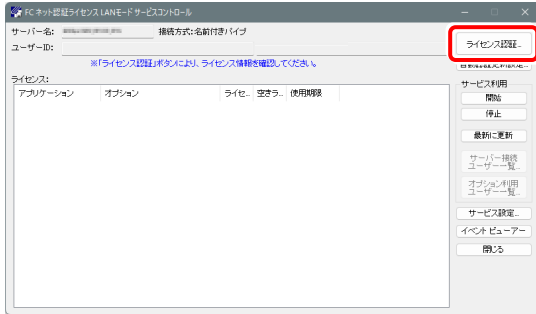 FC ネット認証ライセンス LANモード サービスコントロール
サーバー名: 接続方式:名前付きパイプ
ユーザーID:
ライセンス認証...
※「ライセンス認証」ボタンにより、ライセンス情報を確認してください。
自動認証更新設定...
ライセンス:
アプリケーション オプション ライセ... 空きラ... 使用期限
サービス利用
開始
停止
最新に更新
サーバー接続
ユーザー一覧...
オプション利用
ユーザー一覧...
サービス設定...
イベントビューアー
閉じる